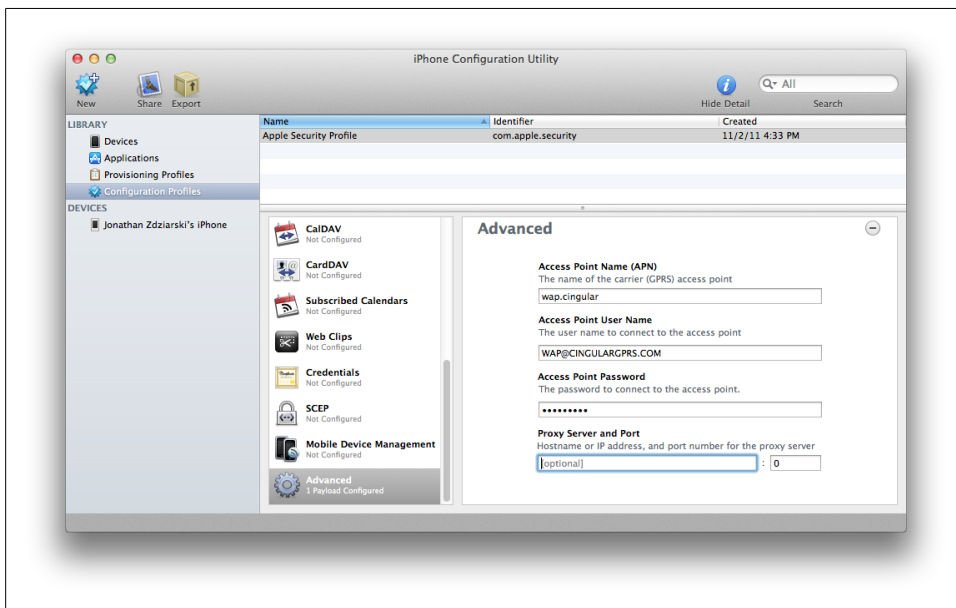 iPhone Configuration Utility
New
Share
Export
Hide Detail
All
Search
LIBRARY
Devices
Applications
Provisioning Profiles
Configuration Profiles
DEVICES
Jonathan Zdziarski's iPhone
Name
Identifier
Created
Apple Security Profile
com.apple.security
11/2/11 4:33 PM
CalDAV
Not Configured
CardDAV
Not Configured
Subscribed Calendars
Not Configured
Web Clips
Not Configured
Credentials
Not Configured
SCEP
Not Configured
Mobile Device Management
Not Configured
Advanced
1 Payload Configured
Advanced
Access Point Name (APN)
The name of the carrier (GPRS) access point
wap.cingular
Access Point User Name
The user name to connect to the access point
WAP@CINGULARGPRS.COM
Access Point Password
The password to connect to the access point.
•••••••••
Proxy Server and Port
Hostname or IP address, and port number for the proxy server
[optional]
: 0